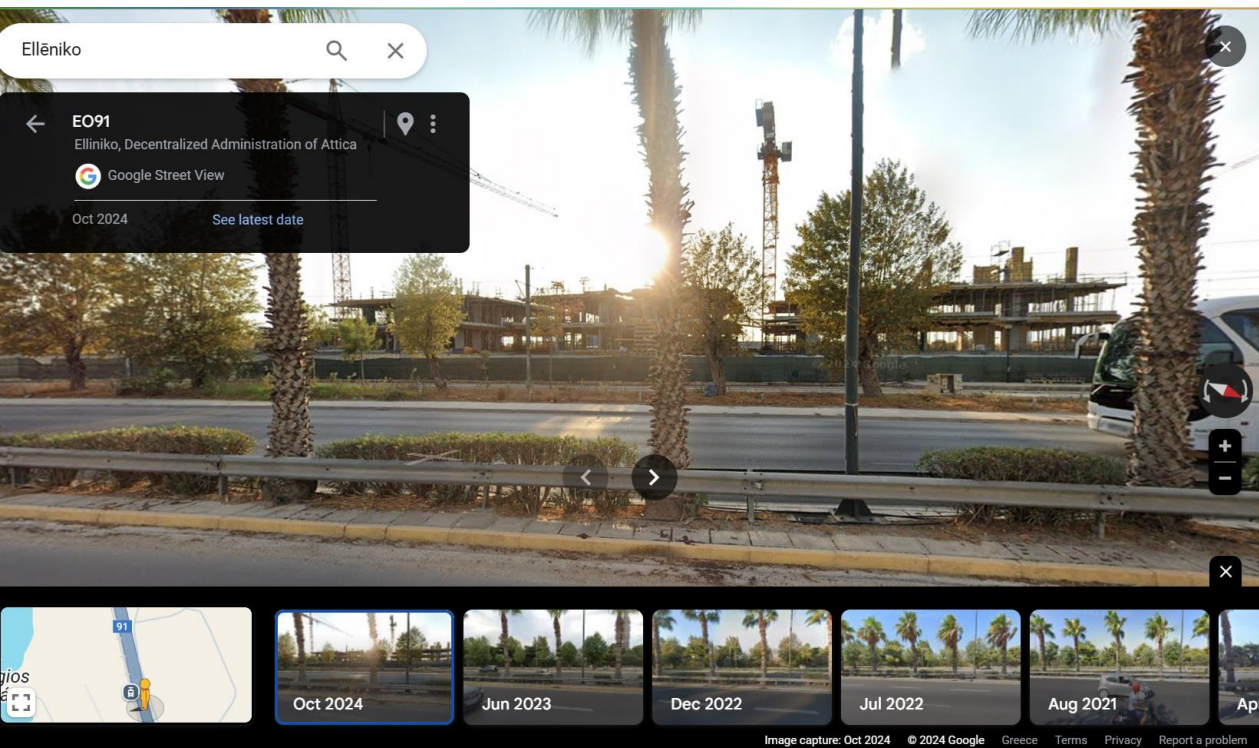 Ellēniko
EO91
Elliniko, Decentralized Administration of Attica
Google Street View
Oct 2024 See latest date
© 2024 Google
91
gios
Oct 2024
Jun 2023
Dec 2022
Jul 2022
Aug 2021
Ap
Image capture: Oct 2024 © 2024 Google Greece Terms Privacy Report a problem